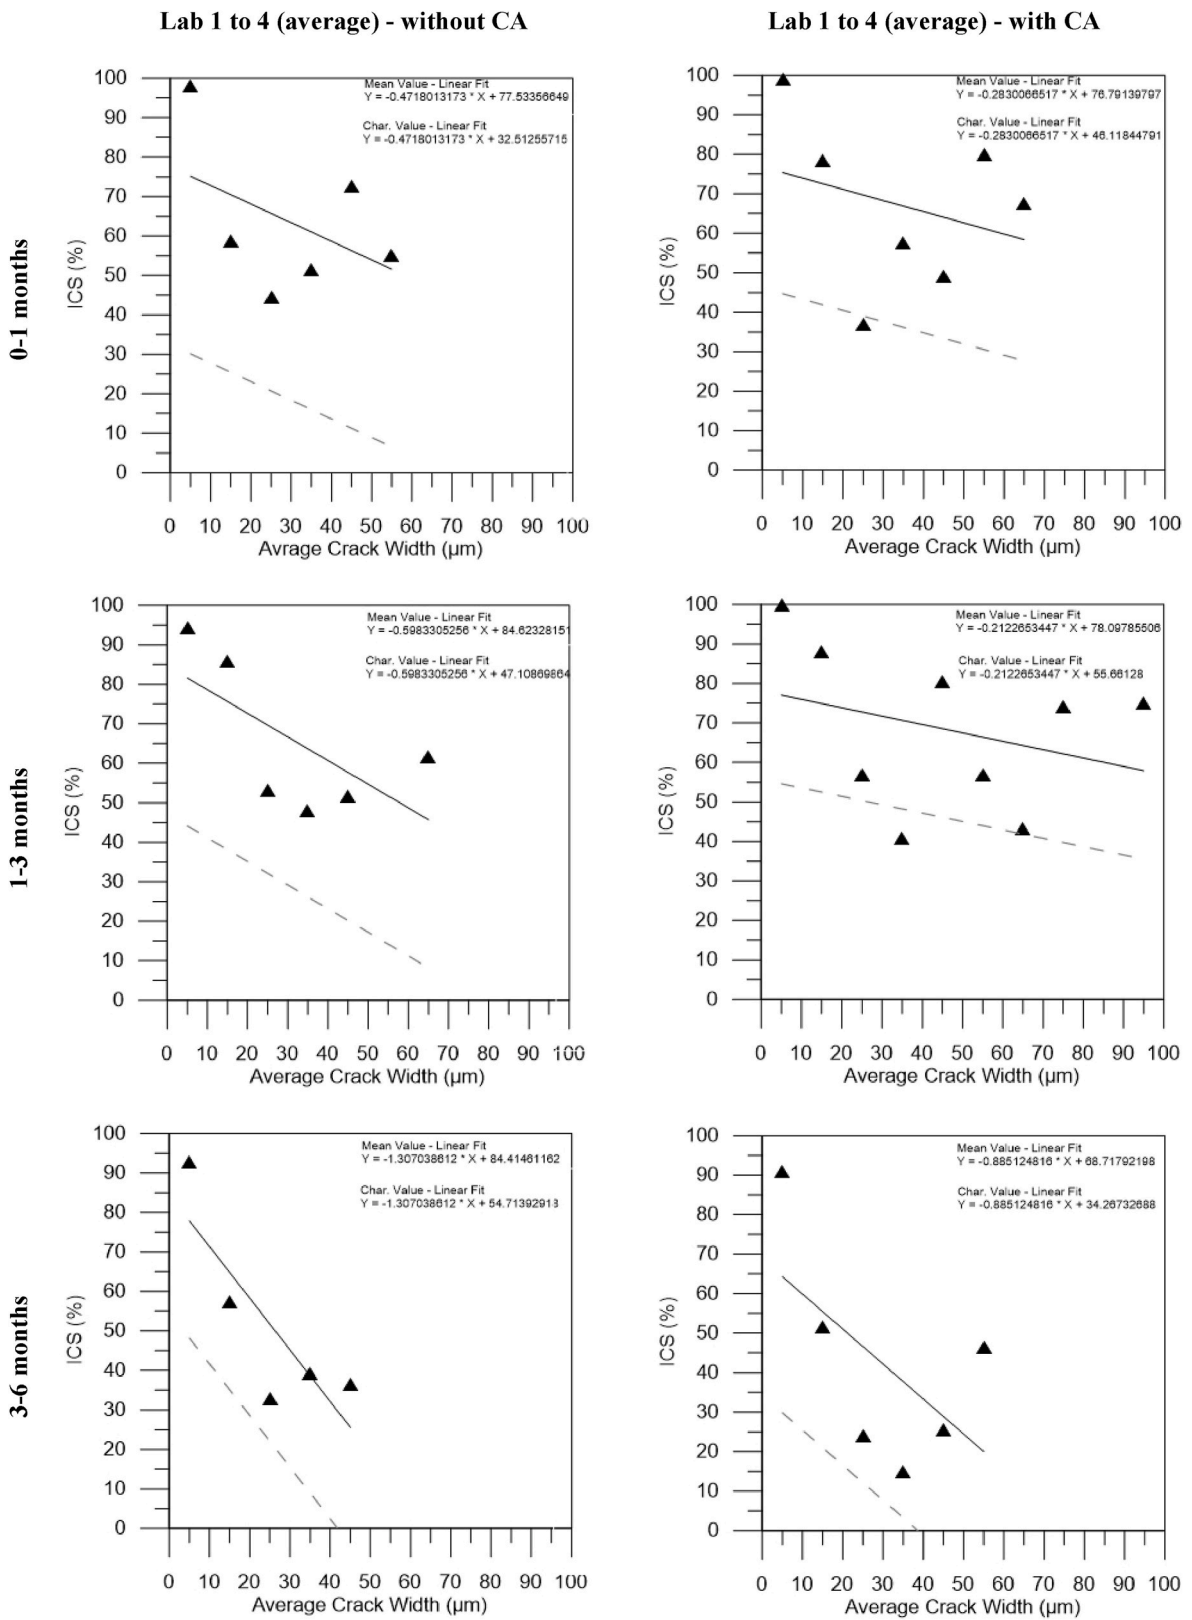 Lab 1 to 4 (average) - without CA
Lab 1 to 4 (average) - with CA
0-1 months
ICS (%)
100
90
80
70
60
50
40
30
20
10
0
Mean Value - Linear Fit
Y = -0.4718013173 * X + 77.53356649
Char. Value - Linear Fit
Y = -0.4718013173 * X + 32.51255715
0 10 20 30 40 50 60 70 80 90 100
Avrage Crack Width (µm)
ICS (%)
100
90
80
70
60
50
40
30
20
10
0
Mean Value - Linear Fit
Y = -0.2830066517 * X + 76.79139797
Char. Value - Linear Fit
Y = -0.2830066517 * X + 46.11844791
0 10 20 30 40 50 60 70 80 90 100
Average Crack Width (µm)
1-3 months
ICS (%)
100
90
80
70
60
50
40
30
20
10
0
Mean Value - Linear Fit
Y = -0.5983305256 * X + 84.62328151
Char. Value - Linear Fit
Y = -0.5983305256 * X + 47.10869864
0 10 20 30 40 50 60 70 80 90 100
Average Crack Width (µm)
ICS (%)
100
90
80
70
60
50
40
30
20
10
0
Mean Value - Linear Fit
Y = -0.2122653447 * X + 78.09785506
Char. Value - Linear Fit
Y = -0.2122653447 * X + 55.66128
0 10 20 30 40 50 60 70 80 90 100
Average Crack Width (µm)
3-6 months
ICS (%)
100
90
80
70
60
50
40
30
20
10
0
Mean Value - Linear Fit
Y = -1.307038612 * X + 84.41461162
Char. Value - Linear Fit
Y = -1.307038612 * X + 54.71392913
0 10 20 30 40 50 60 70 80 90 100
Average Crack Width (µm)
ICS (%)
100
90
80
70
60
50
40
30
20
10
0
Mean Value - Linear Fit
Y = -0.885124816 * X + 68.71792198
Char. Value - Linear Fit
Y = -0.885124816 * X + 34.26732688
0 10 20 30 40 50 60 70 80 90 100
Average Crack Width (µm)